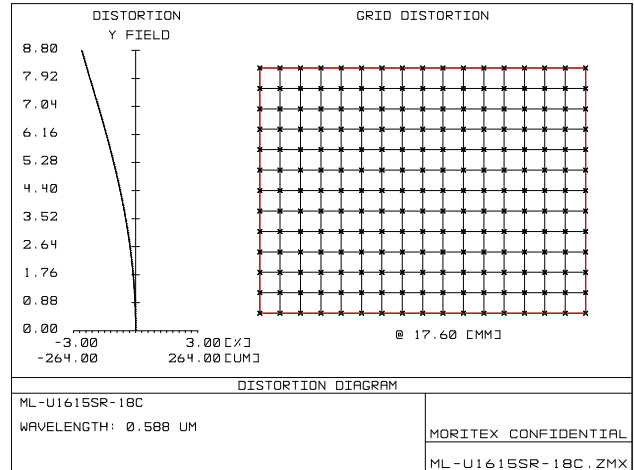 DISTORTION
Y FIELD
GRID DISTORTION
8.80
7.92
7.04
6.16
5.28
4.40
3.52
2.64
1.76
0.88
0.00
-3.00 3.00[%]
-264.00 264.00[UM]
@ 17.60 [MM]
DISTORTION DIAGRAM
ML-U1615SR-18C
WAVELENGTH: 0.588 UM
MORITEX CONFIDENTIAL
ML-U1615SR-18C.ZMX